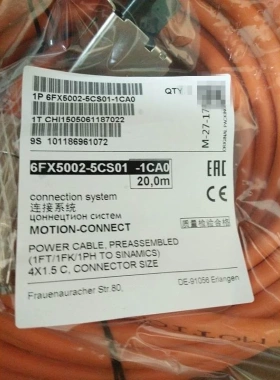 1P 6FX5002-5CS01-1CA0
QTY
1T CHI1505061187022
9S 101186961072
M-27-17
6FX5002-5CS01 -1CA0
20,0m
EAC
CE
connection system
连接系统
质量检验合格
MOTION-CONNECT
POWER CABLE, PREASSEMBLED
(1FT/1FK/1PH TO SINAMICS)
4X1.5 C, CONNECTOR SIZE
Frauenauracher Str.80,
DE-91056 Erlangen